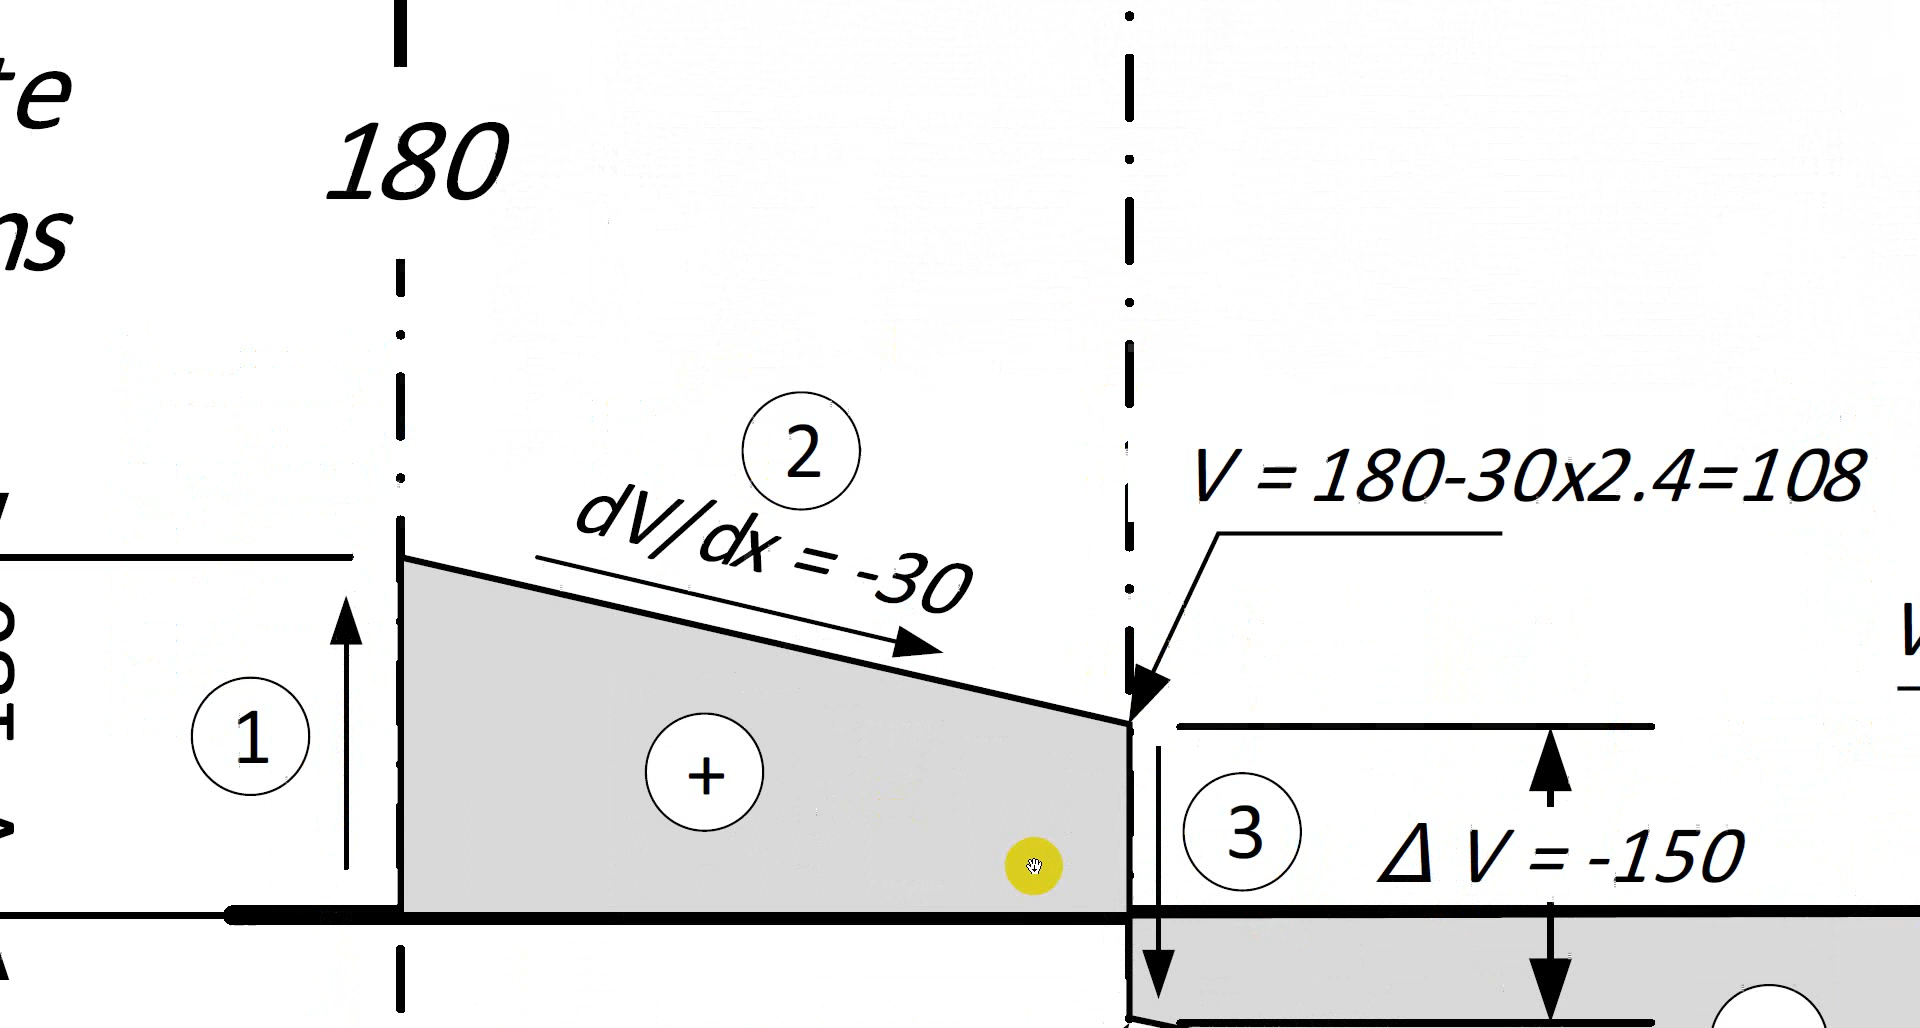 te
180
ns
2
dV/dx = -30
V = 180-30x2.4=108
1
+
3
Δ V = -150